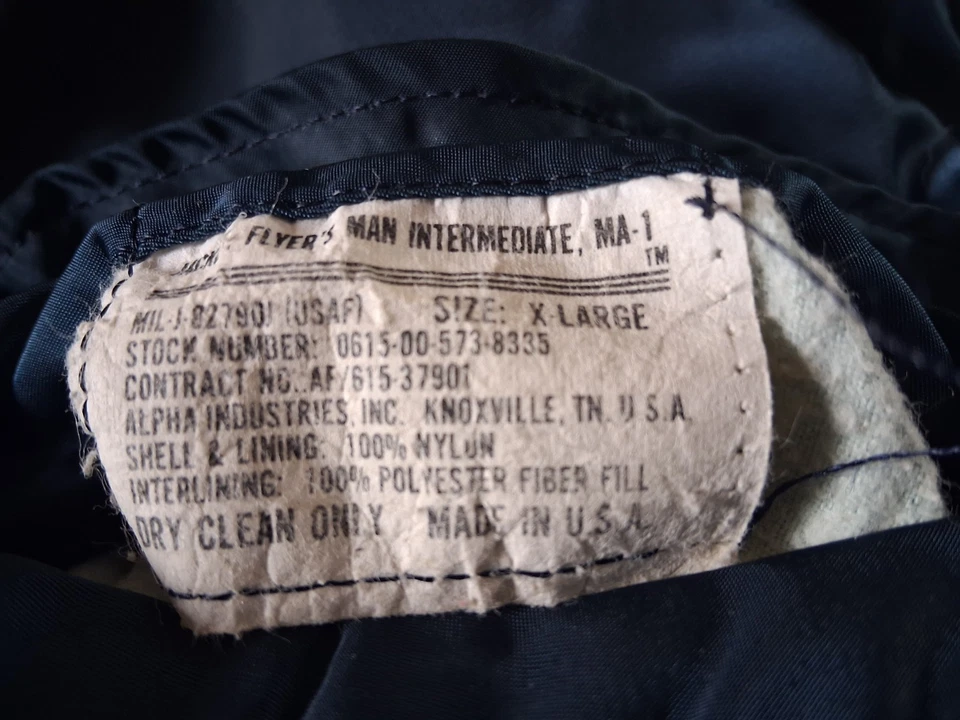 FLYER'S MAN INTERMEDIATE, MA-1
TM
MIL-J-82790J (USAF) SIZE: X-LARGE
STOCK NUMBER: 0615-00-573-8335
CONTRACT NO. AF/615-37901
ALPHA INDUSTRIES, INC. KNOXVILLE, TN. U.S.A.
SHELL & LINING: 100% NYLON
INTERLINING: 100% POLYESTER FIBER FILL
DRY CLEAN ONLY MADE IN U.S.A.